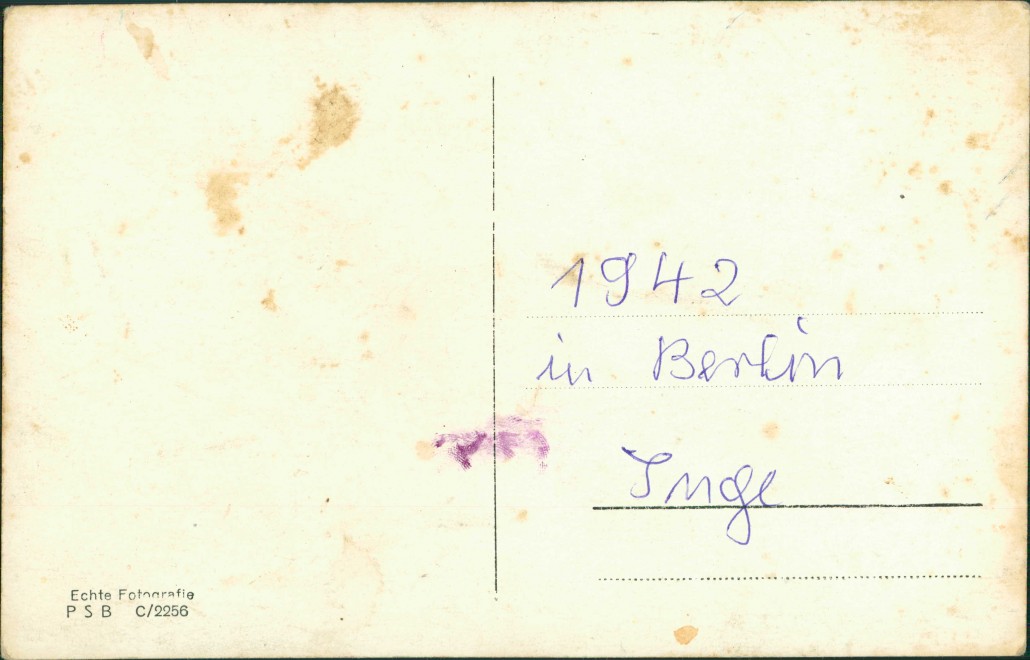 1942
in Berlin
Inge
Echte Fotografie
P S B C/2256